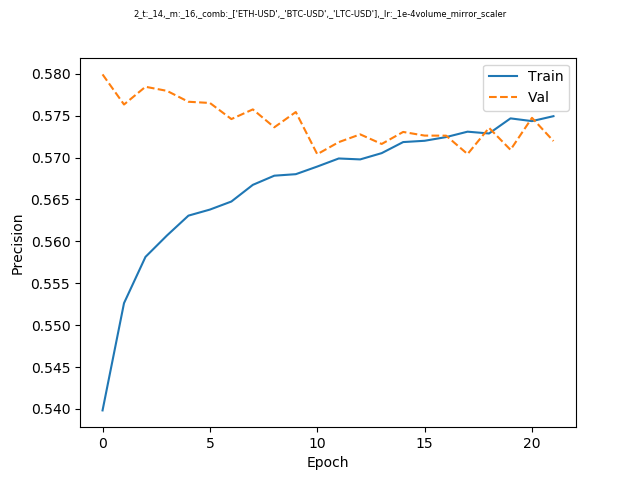 2_t:_14,_m:_16,_comb:_['ETH-USD',_'BTC-USD',_'LTC-USD'],_lr:_1e-4volume_mirror_scaler
Train
Val
0.580
0.575
0.570
0.565
0.560
0.555
0.550
0.545
0.540
Precision
0 5 10 15 20
Epoch